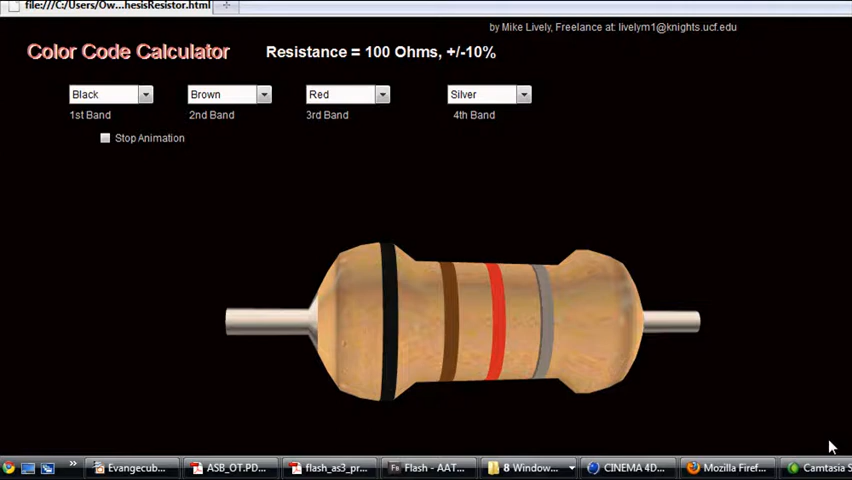 file:///C:/Users/Ow...hesisResistor.html
by Mike Lively, Freelance at: livelym1@knights.ucf.edu
Color Code Calculator
Resistance = 100 Ohms, +/-10%
Black Brown Red Silver
1st Band 2nd Band 3rd Band 4th Band
Stop Animation
» Evangecub... ASB_OT.PD... flash_as3_pr... Fn Flash - AAT... 8 Window... CINEMA 4D... Mozilla Firef... Camtasia S